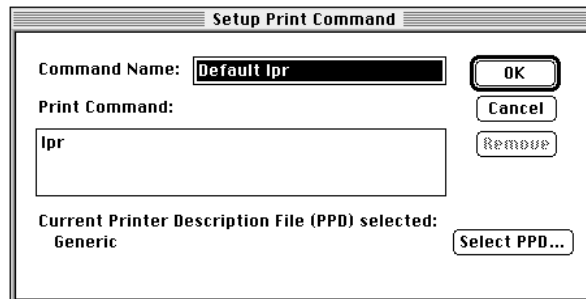 Setup Print Command
Command Name: Default lpr
OK
Print Command:
Cancel
lpr
Remove
Current Printer Description File (PPD) selected:
Generic
Select PPD...